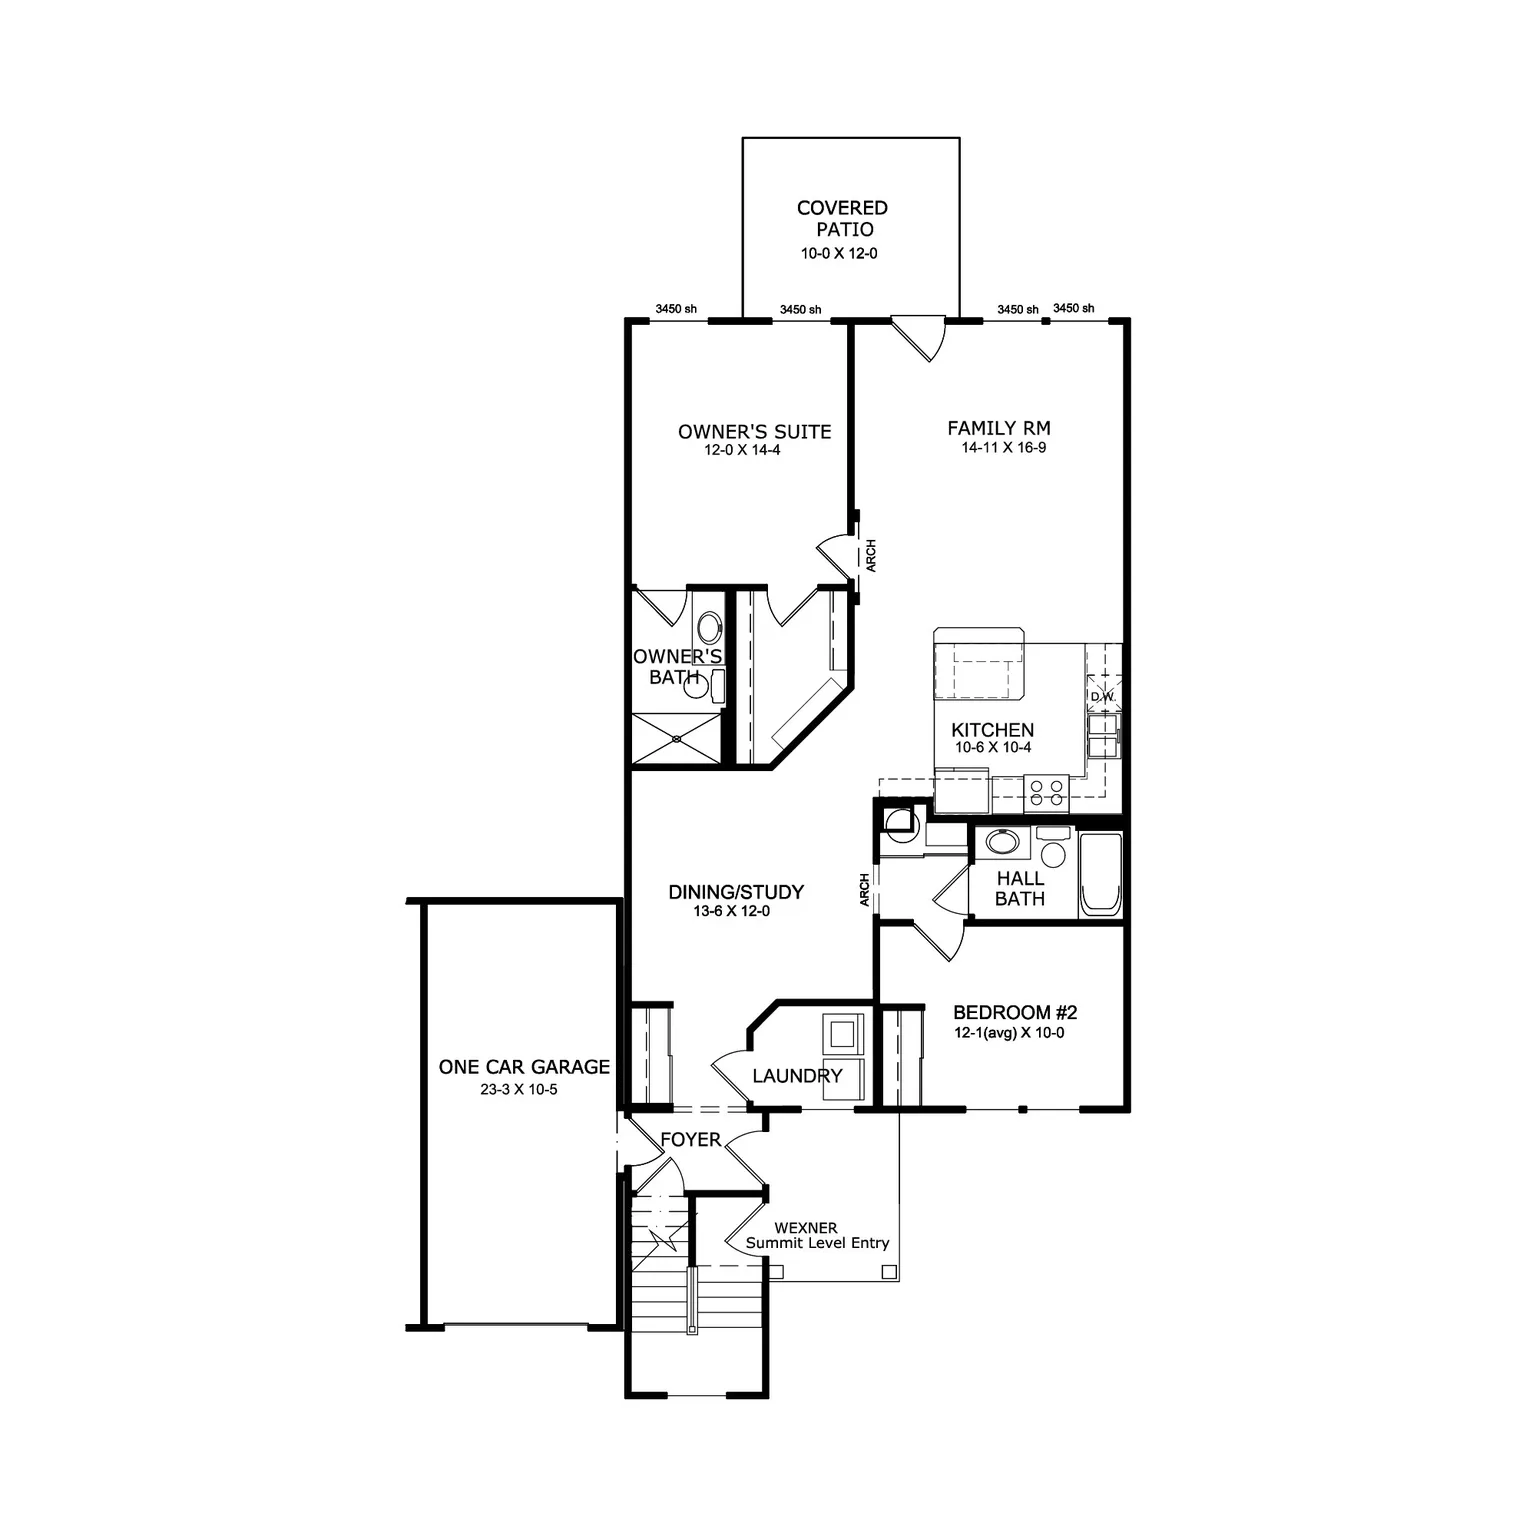 COVERED
PATIO
10-0 X 12-0
3450 sh
3450 sh
3450 sh
3450 sh
OWNER'S SUITE
12-0 X 14-4
FAMILY RM
14-11 X 16-9
ARCH
OWNER'S
BATH
D.W.
KITCHEN
10-6 X 10-4
HALL
BATH
ARCH
DINING/STUDY
13-6 X 12-0
BEDROOM #2
12-1(avg) X 10-0
ONE CAR GARAGE
23-3 X 10-5
LAUNDRY
FOYER
WEXNER
Summit Level Entry